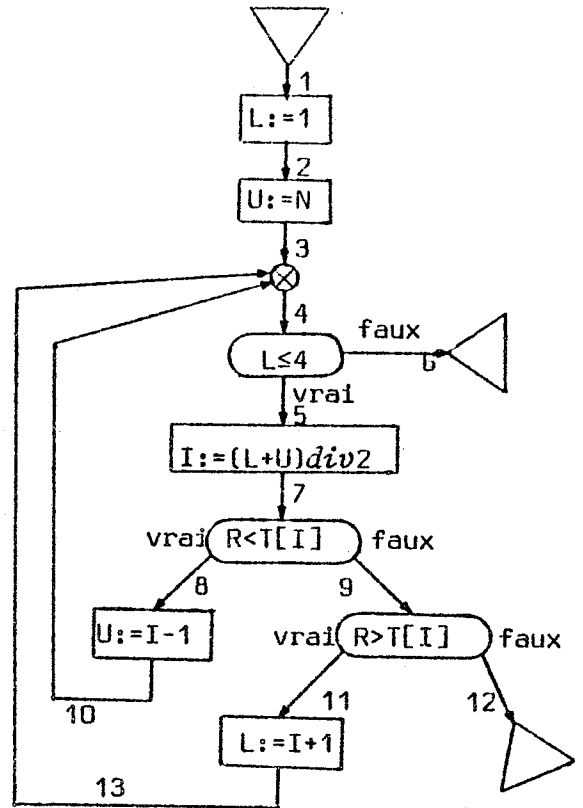 1
L:=1
2
U:=N
3
4
L≤4
faux
6
vrai
5
I:=(L+U)div2
7
vrai R<T[I] faux
8 9
U:=I-1
vrai R>T[I] faux
10
11 12
L:=I+1
13